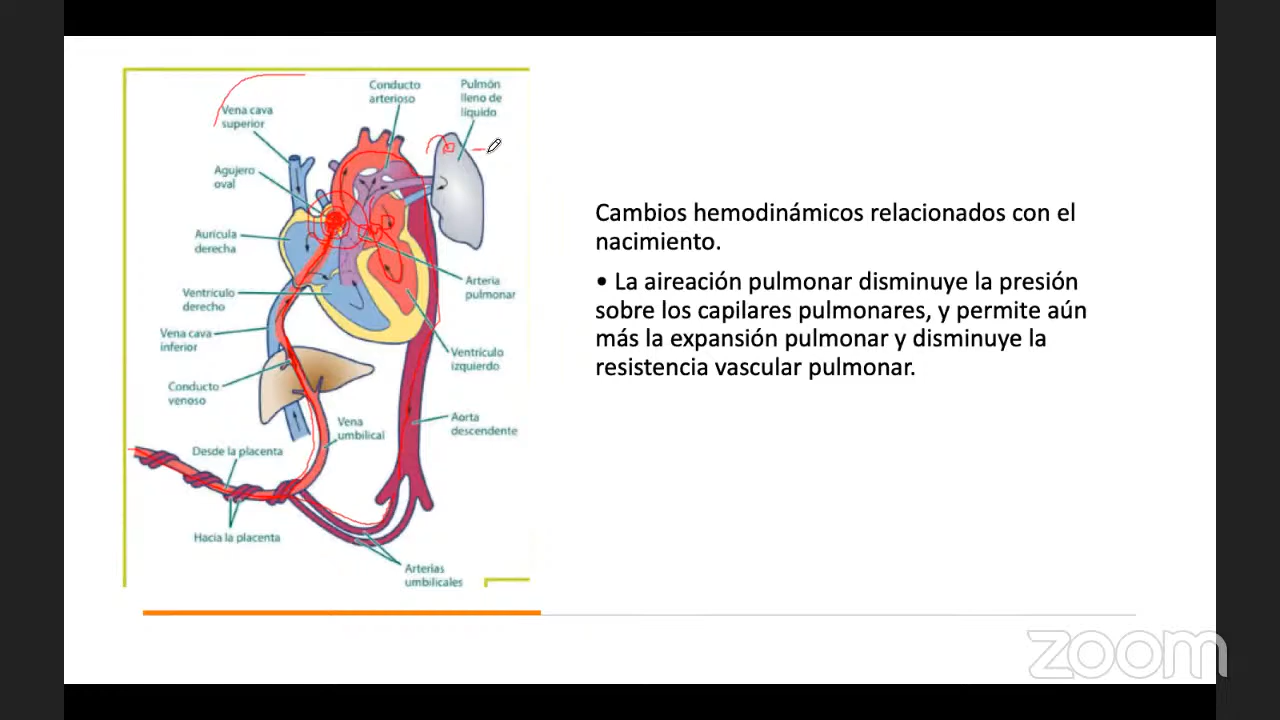 Conducto
arterioso
Pulmón
lleno de
líquido
Vena cava
superior
Agujero
oval
Aurícula
derecha
Ventrículo
derecho
Vena cava
inferior
Conducto
venoso
Arteria
pulmonar
Ventrículo
izquierdo
Vena
umbilical
Aorta
descendente
Desde la placenta
Hacia la placenta
Arterias
umbilicales
Cambios hemodinámicos relacionados con el
nacimiento.
• La aireación pulmonar disminuye la presión
sobre los capilares pulmonares, y permite aún
más la expansión pulmonar y disminuye la
resistencia vascular pulmonar.
zoom